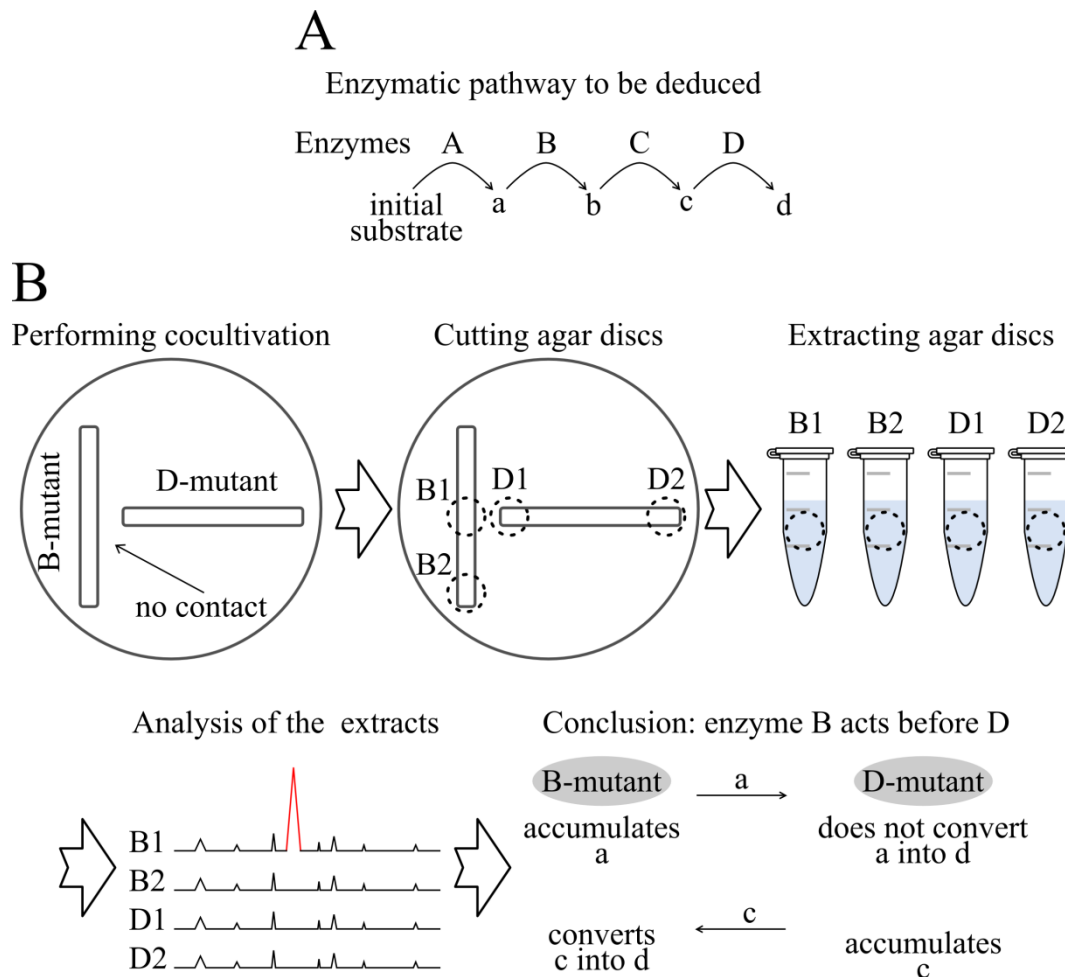 A
Enzymatic pathway to be deduced
Enzymes A B C D
initial substrate a b c d
B
Performing cocultivation
B-mutant
D-mutant
no contact
Cutting agar discs
B1 D1 D2
B2
Extracting agar discs
B1 B2 D1 D2
Analysis of the extracts
B1
B2
D1
D2
Conclusion: enzyme B acts before D
B-mutant a D-mutant
accumulates
a
does not convert
a into d
converts
c into d
c
accumulates
c